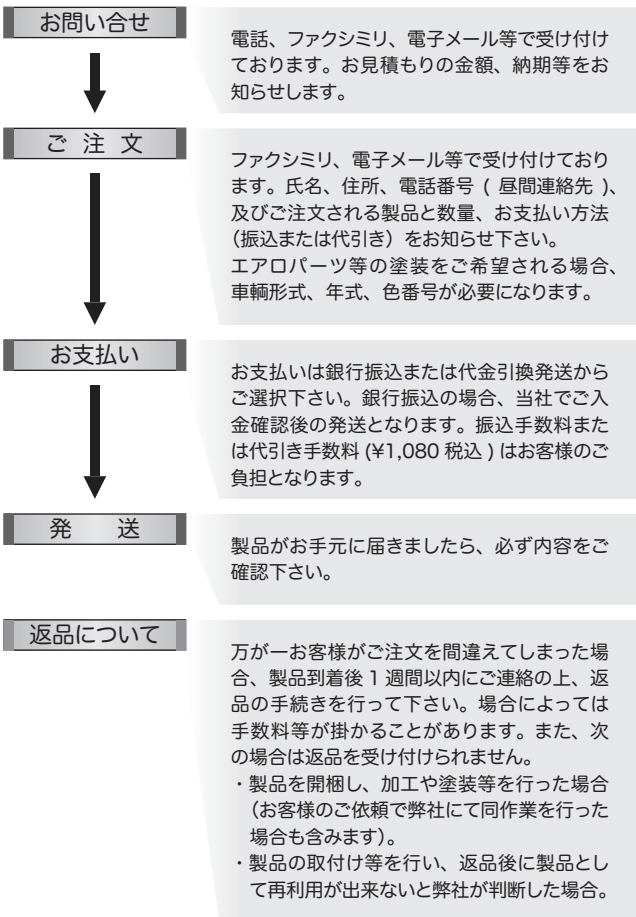 お問い合せ
電話、ファクシミリ、電子メール等で受け付け
ております。お見積もりの金額、納期等をお
知らせします。
ご 注 文
ファクシミリ、電子メール等で受け付けており
ます。氏名、住所、電話番号 ( 昼間連絡先 )、
及びご注文される製品と数量、お支払い方法
（振込または代引き）をお知らせ下さい。
エアロパーツ等の塗装をご希望される場合、
車輌形式、年式、色番号が必要になります。
お支払い
お支払いは銀行振込または代金引換発送から
ご選択下さい。銀行振込の場合、当社でご入
金確認後の発送となります。振込手数料また
は代引き手数料 (¥1,080 税込 ) はお客様のご
負担となります。
発　送
製品がお手元に届きましたら、必ず内容をご
確認下さい。
返品について
万が一お客様がご注文を間違えてしまった場
合、製品到着後 1 週間以内にご連絡の上、返
品の手続きを行って下さい。場合によっては
手数料等が掛かることがあります。また、次
の場合は返品を受け付けられません。
・製品を開梱し、加工や塗装等を行った場合
（お客様のご依頼で弊社にて同作業を行った
場合も含みます）。
・製品の取付け等を行い、返品後に製品とし
て再利用が出来ないと弊社が判断した場合。